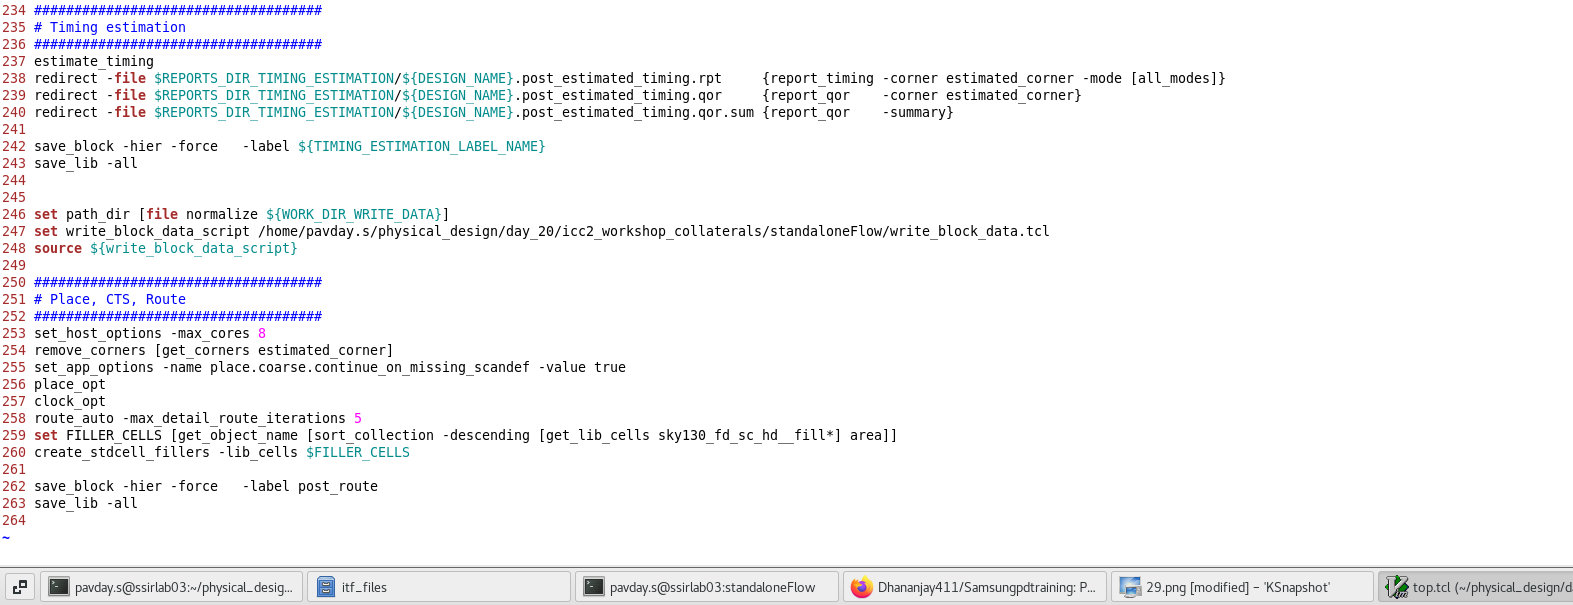 234 ####################################
235 # Timing estimation
236 ####################################
237 estimate_timing
238 redirect -file $REPORTS_DIR_TIMING_ESTIMATION/${DESIGN_NAME}.post_estimated_timing.rpt     {report_timing -corner estimated_corner -mode [all_modes]}
239 redirect -file $REPORTS_DIR_TIMING_ESTIMATION/${DESIGN_NAME}.post_estimated_timing.qor     {report_qor    -corner estimated_corner}
240 redirect -file $REPORTS_DIR_TIMING_ESTIMATION/${DESIGN_NAME}.post_estimated_timing.qor.sum {report_qor    -summary}
241
242 save_block -hier -force   -label ${TIMING_ESTIMATION_LABEL_NAME}
243 save_lib -all
244
245
246 set path_dir [file normalize ${WORK_DIR_WRITE_DATA}]
247 set write_block_data_script /home/pavday.s/physical_design/day_20/icc2_workshop_collaterals/standaloneFlow/write_block_data.tcl
248 source ${write_block_data_script}
249
250 ####################################
251 # Place, CTS, Route
252 ####################################
253 set_host_options -max_cores 8
254 remove_corners [get_corners estimated_corner]
255 set_app_options -name place.coarse.continue_on_missing_scandef -value true
256 place_opt
257 clock_opt
258 route_auto -max_detail_route_iterations 5
259 set FILLER_CELLS [get_object_name [sort_collection -descending [get_lib_cells sky130_fd_sc_hd__fill*] area]]
260 create_stdcell_fillers -lib_cells $FILLER_CELLS
261
262 save_block -hier -force   -label post_route
263 save_lib -all
264
~
pavday.s@ssirlab03:~/physical_desig... itf_files pavday.s@ssirlab03:standaloneFlow Dhananjay411/Samsungpdtraining: P... 29.png [modified] – 'KSnapshot' top.tcl (~/physical_design/d